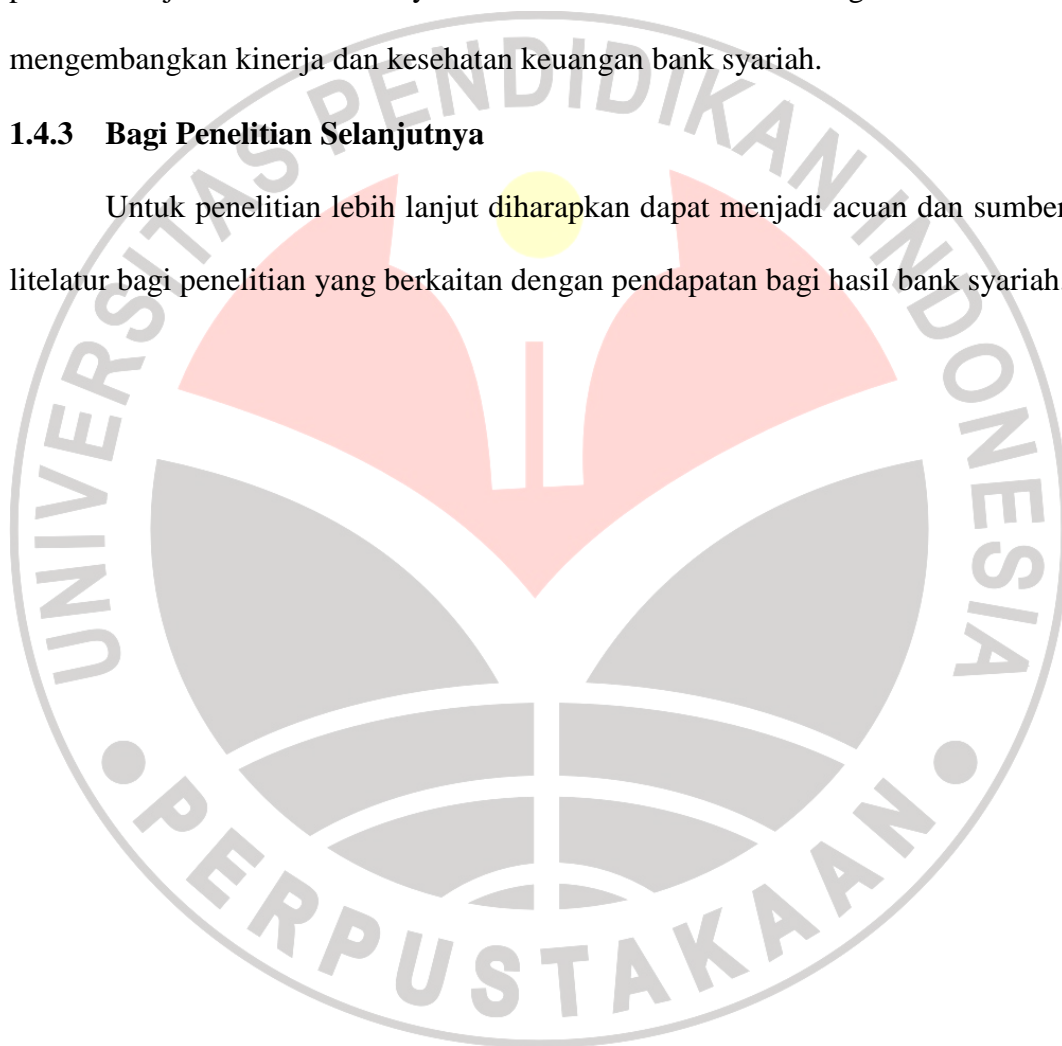 mengembangkan kinerja dan kesehatan keuangan bank syariah.
1.4.3 Bagi Penelitian Selanjutnya
Untuk penelitian lebih lanjut diharapkan dapat menjadi acuan dan sumber
litelatur bagi penelitian yang berkaitan dengan pendapatan bagi hasil bank syariah.
UNIVERSITAS PENDIDIKAN INDONESIA
PERPUSTAKAAN